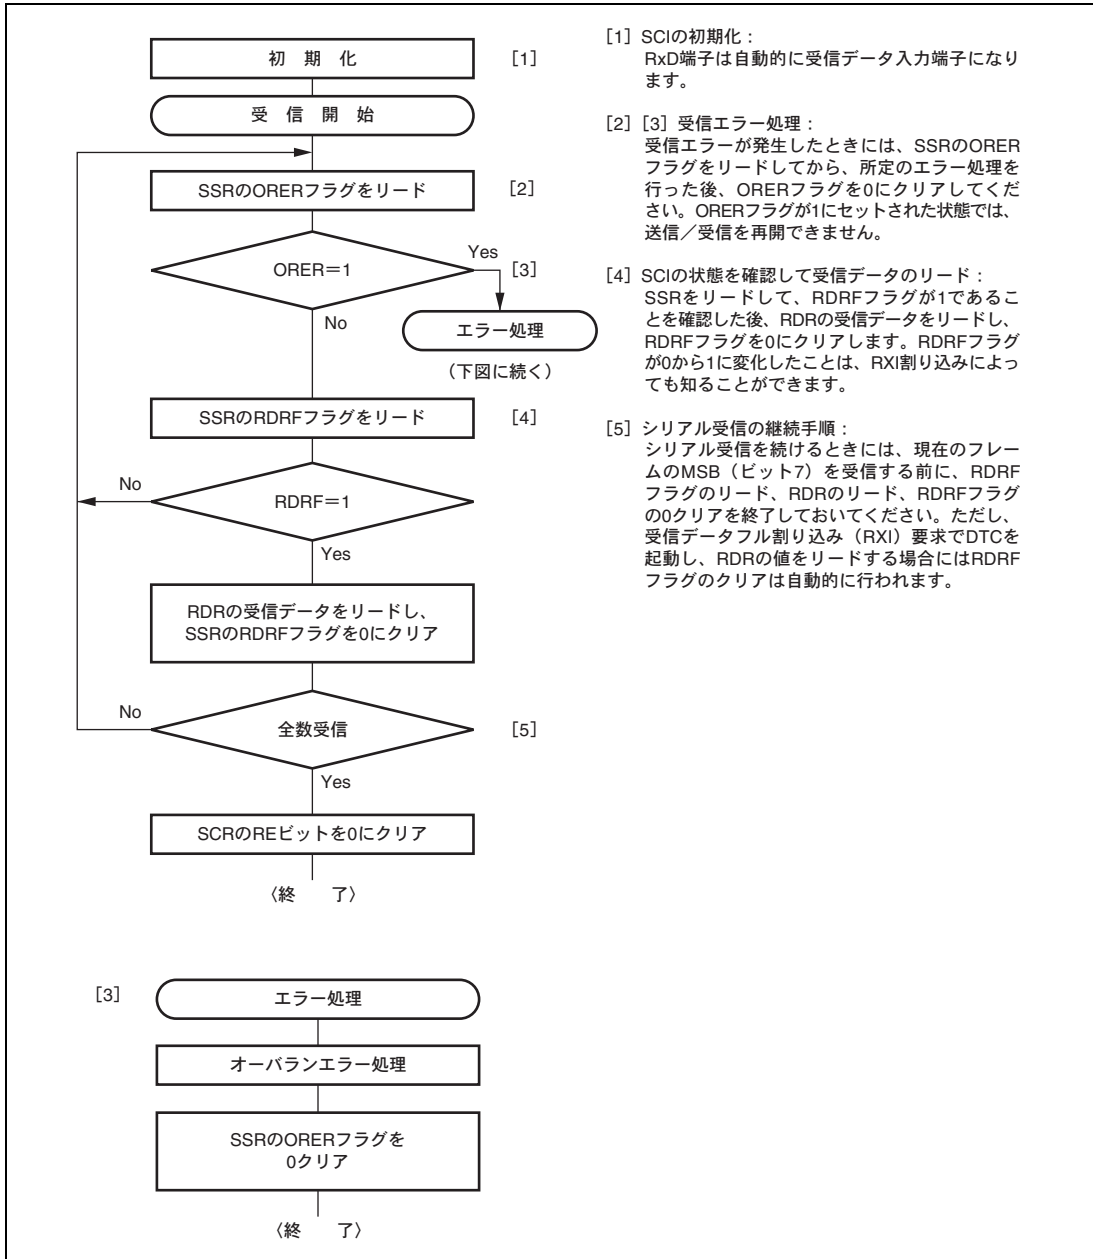 初　期　化
[1]
受　信　開　始
SSRのORERフラグをリード
[2]
ORER＝1
Yes
[3]
No
エラー処理
（下図に続く）
SSRのRDRFフラグをリード
[4]
No
RDRF＝1
Yes
RDRの受信データをリードし、
SSRのRDRFフラグを0にクリア
No
全数受信
[5]
Yes
SCRのREビットを0にクリア
〈終　　了〉
[1] SCIの初期化：
RxD端子は自動的に受信データ入力端子になり
ます。
[2] [3] 受信エラー処理：
受信エラーが発生したときには、SSRのORER
フラグをリードしてから、所定のエラー処理を
行った後、ORERフラグを0にクリアしてくだ
さい。ORERフラグが1にセットされた状態では、
送信／受信を再開できません。
[4] SCIの状態を確認して受信データのリード：
SSRをリードして、RDRFフラグが1であるこ
とを確認した後、RDRの受信データをリードし、
RDRFフラグを0にクリアします。RDRFフラグ
が0から1に変化したことは、RXI割り込みによっ
ても知ることができます。
[5] シリアル受信の継続手順：
シリアル受信を続けるときには、現在のフレー
ムのMSB（ビット7）を受信する前に、RDRF
フラグのリード、RDRのリード、RDRFフラグ
の0クリアを終了しておいてください。ただし、
受信データフル割り込み（RXI）要求でDTCを
起動し、RDRの値をリードする場合にはRDRF
フラグのクリアは自動的に行われます。
[3]
エラー処理
オーバランエラー処理
SSRのORERフラグを
0クリア
〈終　　了〉